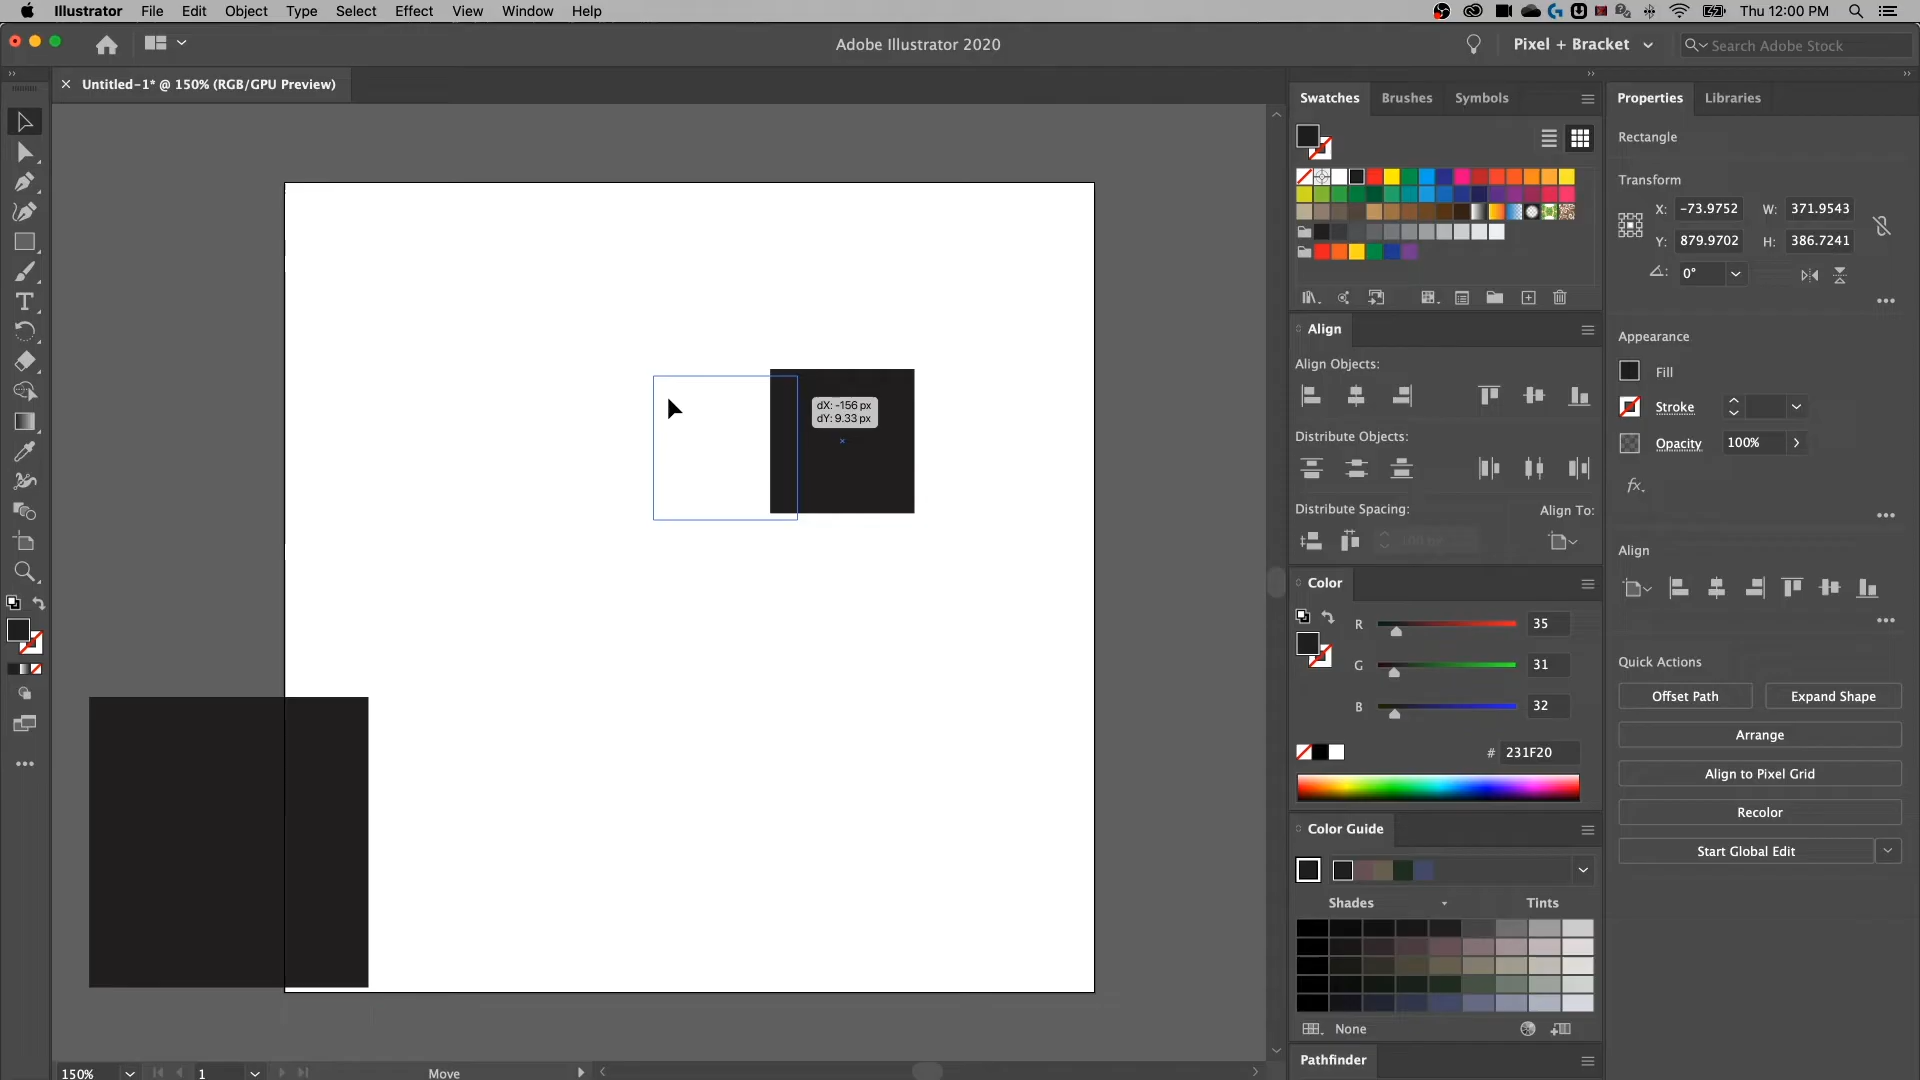 Illustrator File Edit Object Type Select Effect View Window Help Thu 12:00 PM
Adobe Illustrator 2020 Pixel + Bracket Search Adobe Stock
Untitled-1* @ 150% (RGB/GPU Preview)
Swatches Brushes Symbols
Properties Libraries
Rectangle
Transform
X: -73.9752 W: 371.9543
Y: 879.9702 H: 386.7241
0°
Align
Appearance
Align Objects:
Fill
Stroke
dX: -156 px
dY: 9.33 px
Distribute Objects:
Opacity 100%
fx.
Distribute Spacing: Align To:
Align
Color
R 35
G 31
Quick Actions
Offset Path Expand Shape
B 32
Arrange
# 231F20
Align to Pixel Grid
Recolor
Color Guide
Start Global Edit
Shades Tints
None
Pathfinder
150% 1 Move